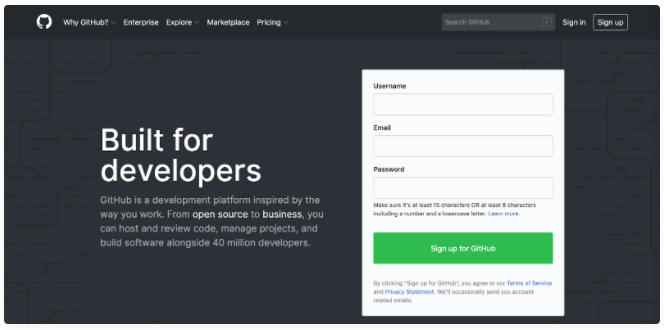 Why GitHub? Enterprise Explore Marketplace Pricing Search GitHub / Sign in Sign up
Built for
developers
GitHub is a development platform inspired by the
way you work. From open source to business, you
can host and review code, manage projects, and
build software alongside 40 million developers.
Username
Email
Password
Make sure it's at least 15 characters OR at least 8 characters
including a number and a lowercase letter. Learn more.
Sign up for GitHub
By clicking "Sign up for GitHub", you agree to our Terms of Service
and Privacy Statement. We'll occasionally send you account
related emails.